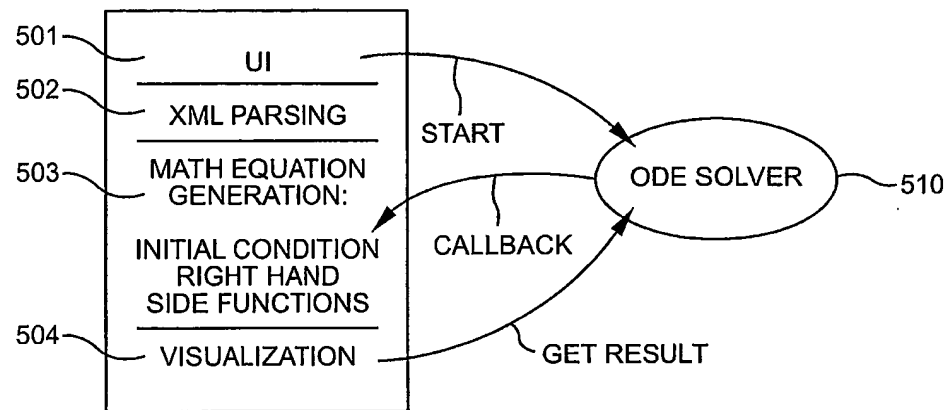 501
UI
502
XML PARSING
START
503
MATH EQUATION
GENERATION:
ODE SOLVER
510
CALLBACK
INITIAL CONDITION
RIGHT HAND
SIDE FUNCTIONS
504
VISUALIZATION
GET RESULT